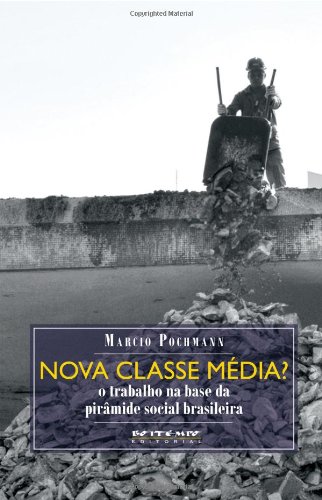 Copyrighted Material
MARCIO POCHMANN
NOVA CLASSE MÉDIA?
o trabalho na base da
pirâmide social brasileira
BOITEMPO
EDITORIAL